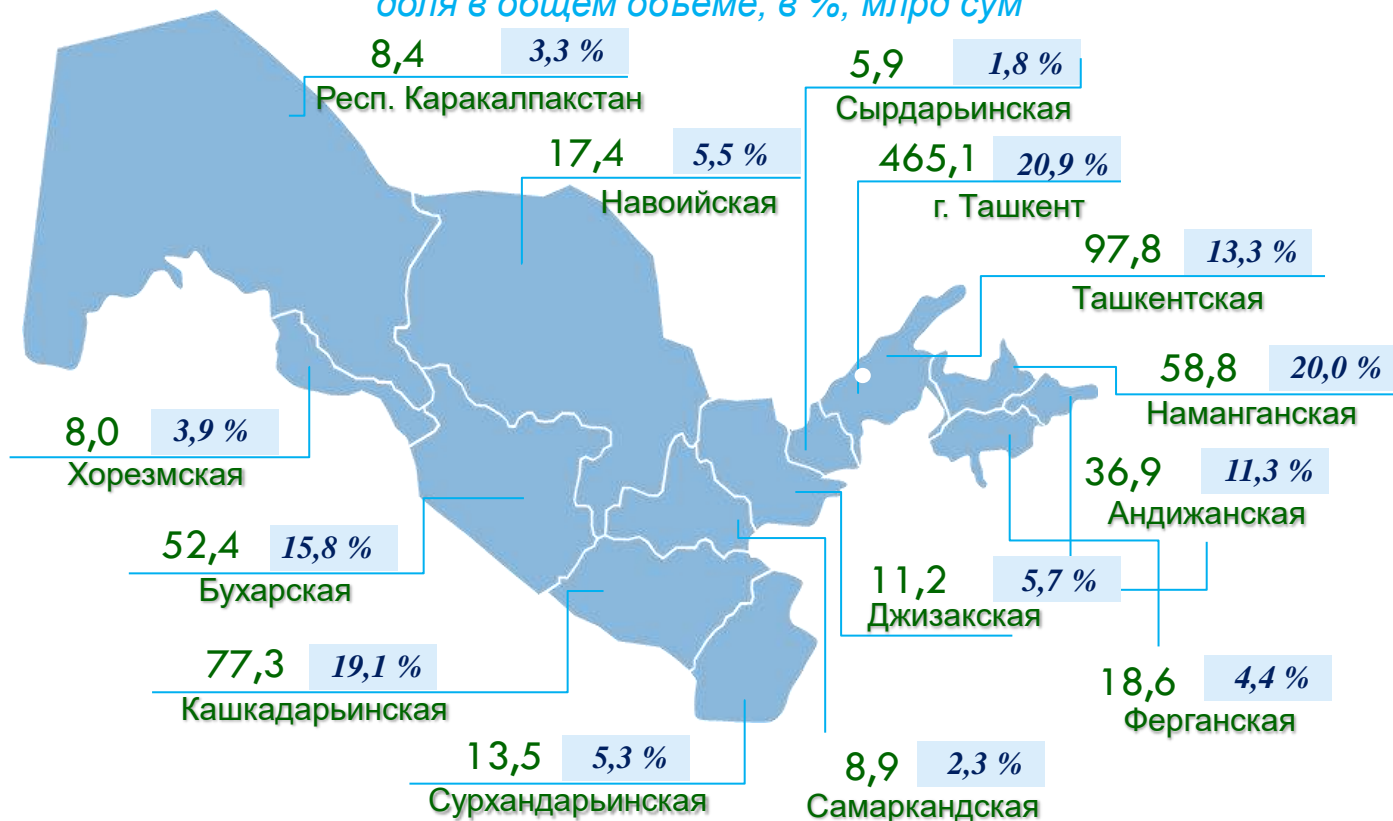 доля в общем объеме, в %, млрд сум
8,4 3,3 %
Респ. Каракалпакстан
5,9 1,8 %
Сырдарьинская
17,4 5,5 %
Навоийская
465,1 20,9 %
г. Ташкент
97,8 13,3 %
Ташкентская
58,8 20,0 %
Наманганская
8,0 3,9 %
Хорезмская
36,9 11,3 %
Андижанская
52,4 15,8 %
Бухарская
11,2 5,7 %
Джизакская
77,3 19,1 %
Кашкадарьинская
18,6 4,4 %
Ферганская
13,5 5,3 %
Сурхандарьинская
8,9 2,3 %
Самаркандская